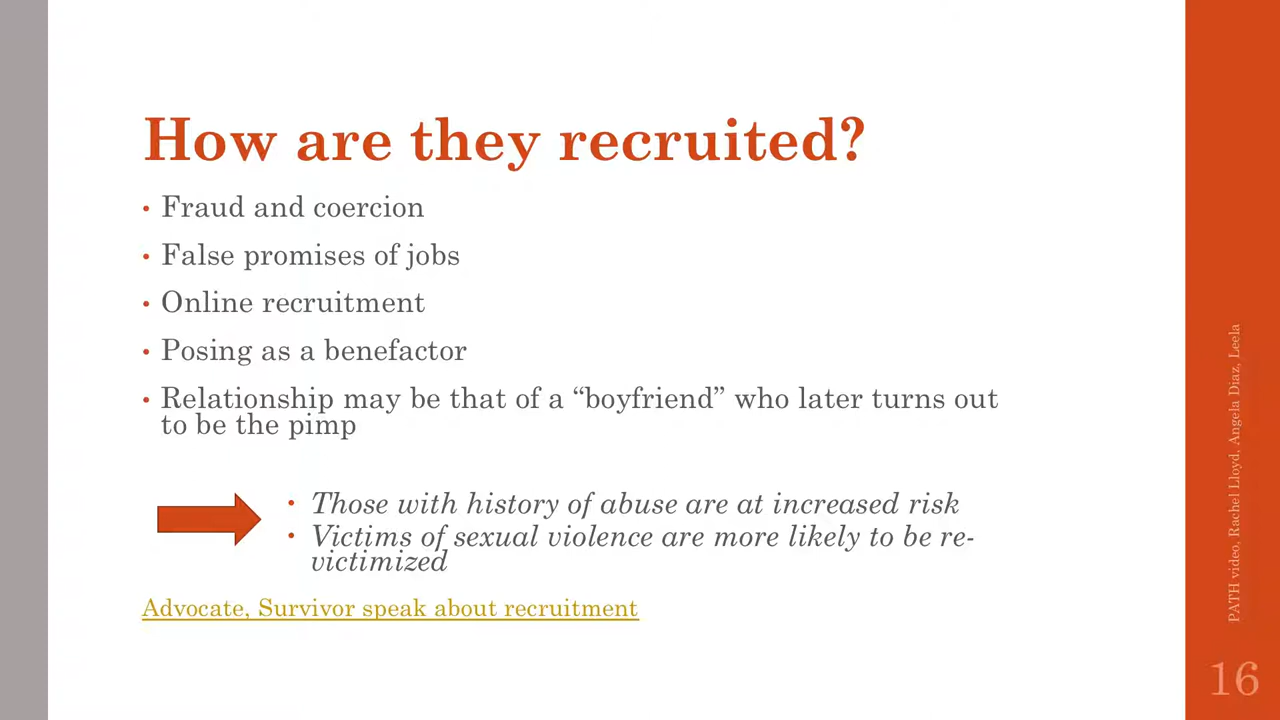 How are they recruited?
• Fraud and coercion
• False promises of jobs
• Online recruitment
• Posing as a benefactor
• Relationship may be that of a “boyfriend” who later turns out
to be the pimp
• Those with history of abuse are at increased risk
• Victims of sexual violence are more likely to be re-
victimized
Advocate, Survivor speak about recruitment
PATH video, Rachel Lloyd, Angela Diaz, Leela
16